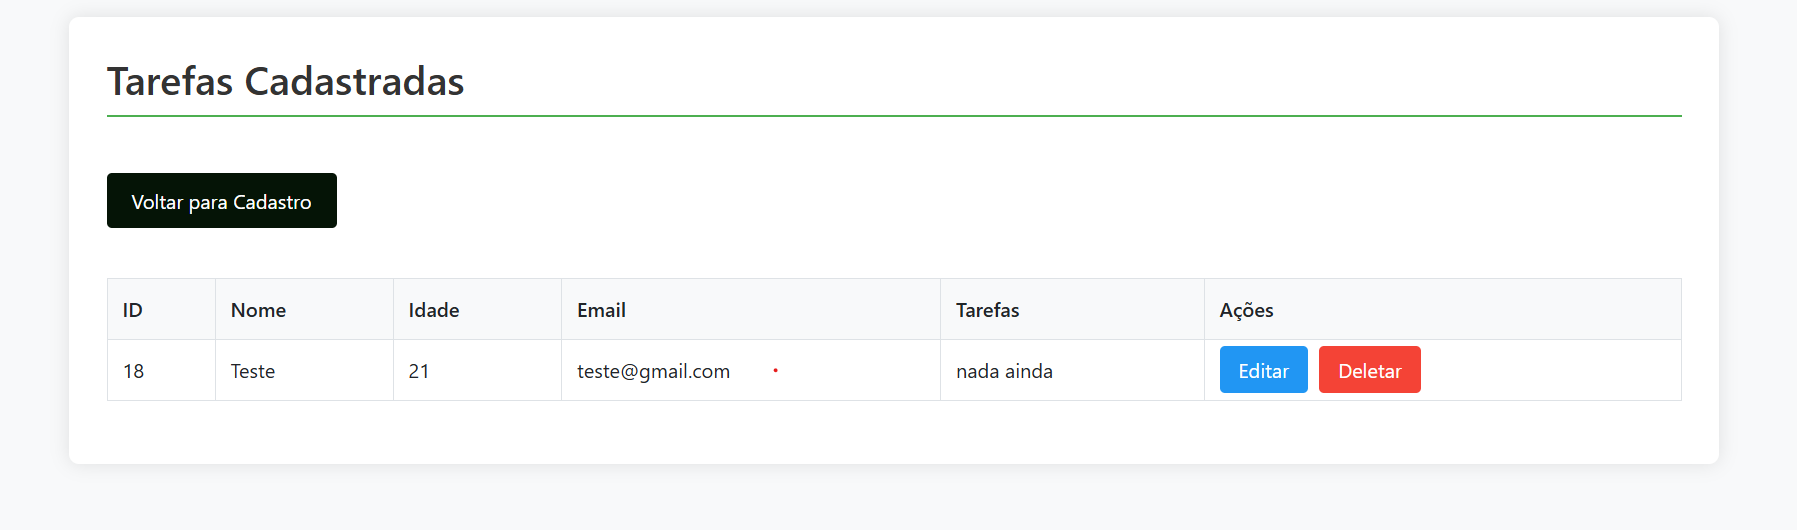 Tarefas Cadastradas
Voltar para Cadastro
ID Nome Idade Email Tarefas Ações
18 Teste 21 teste@gmail.com nada ainda Editar Deletar